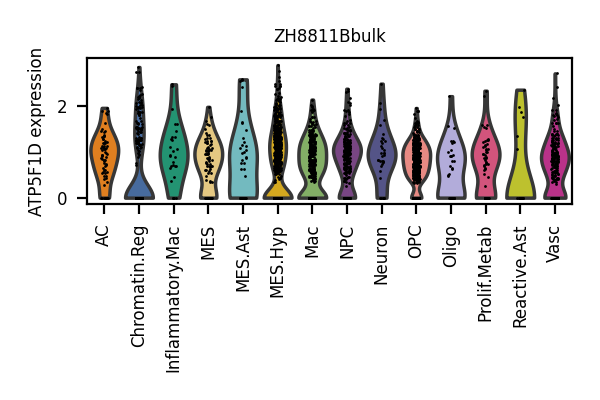 ZH8811Bbulk
ATP5F1D expression
2
0
AC
Chromatin.Reg
Inflammatory.Mac
MES
MES.Ast
MES.Hyp
Mac
NPC
Neuron
OPC
Oligo
Prolif.Metab
Reactive.Ast
Vasc